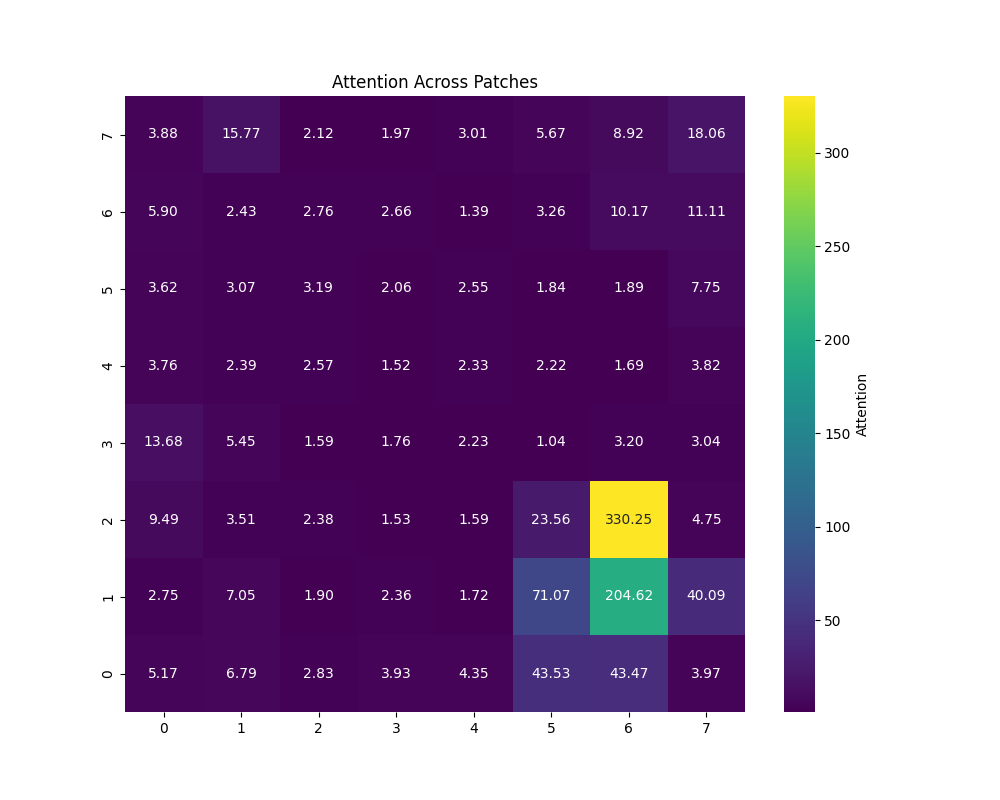 Attention Across Patches
7 3.88 15.77 2.12 1.97 3.01 5.67 8.92 18.06
6 5.90 2.43 2.76 2.66 1.39 3.26 10.17 11.11
5 3.62 3.07 3.19 2.06 2.55 1.84 1.89 7.75
4 3.76 2.39 2.57 1.52 2.33 2.22 1.69 3.82
3 13.68 5.45 1.59 1.76 2.23 1.04 3.20 3.04
2 9.49 3.51 2.38 1.53 1.59 23.56 330.25 4.75
1 2.75 7.05 1.90 2.36 1.72 71.07 204.62 40.09
0 5.17 6.79 2.83 3.93 4.35 43.53 43.47 3.97
0 1 2 3 4 5 6 7
300
250
200
150
100
50
Attention